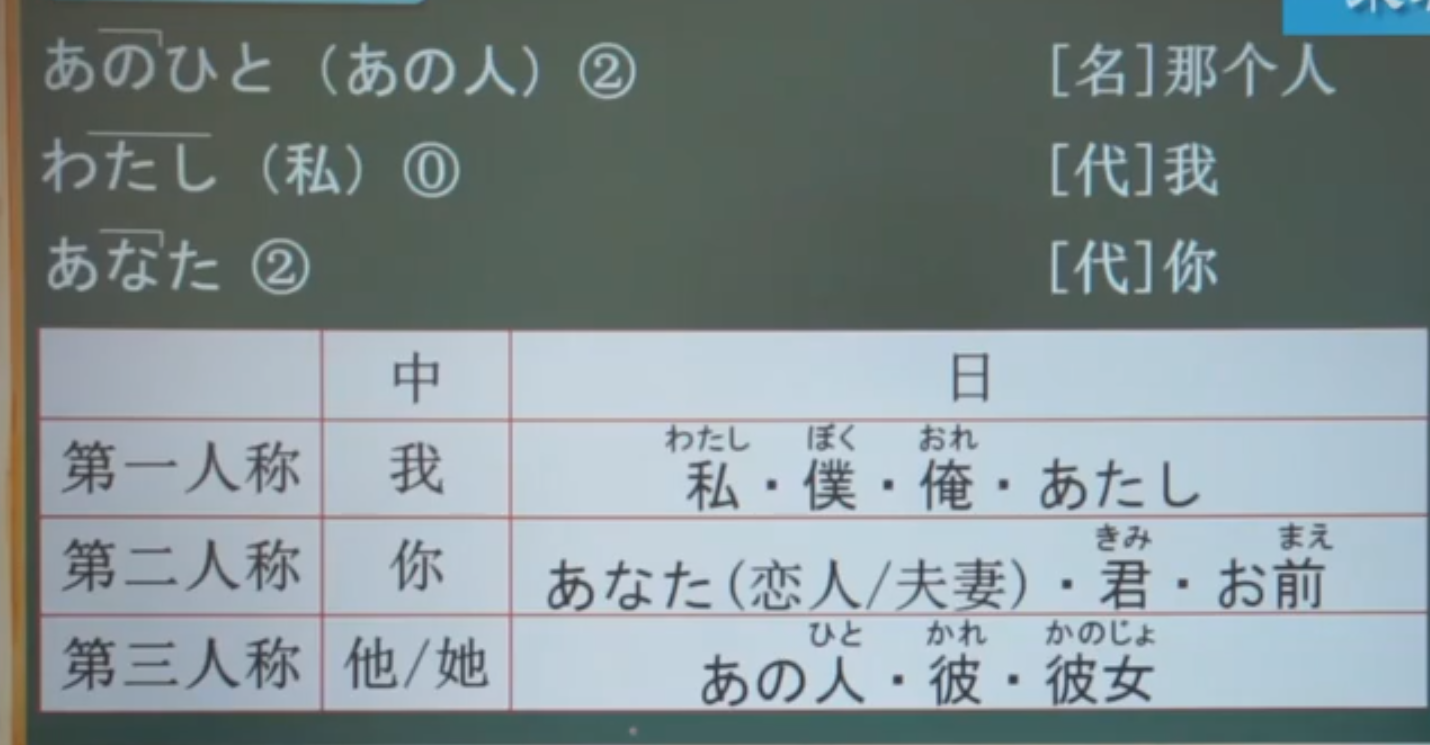 あのひと（あの人）②　[名]那个人
わたし（私）⓪　[代]我
あなた②　[代]你
中　日
第一人称　我　私・僕・俺・あたし
わたし　ぼく　おれ
第二人称　你　あなた(恋人/夫妻)・君・お前
きみ　まえ
第三人称　他/她　あの人・彼・彼女
ひと　かれ　かのじょ